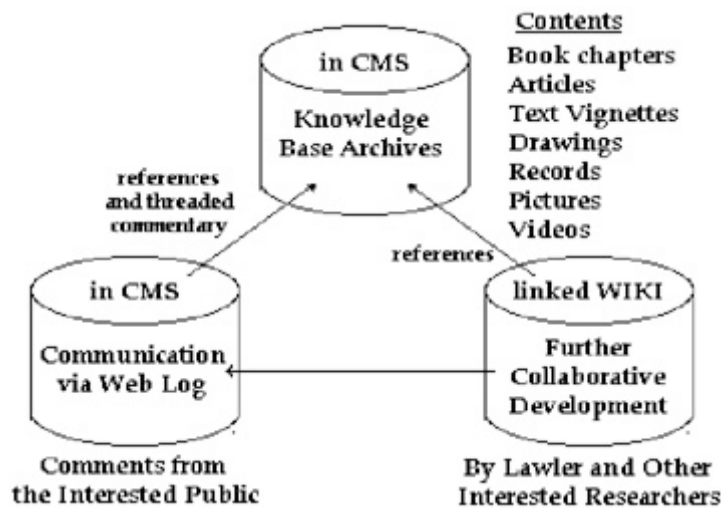 Contents
Book chapters
Articles
Text Vignettes
Drawings
Records
Pictures
Videos
in CMS
Knowledge
Base Archives
references
and threaded
commentary
references
in CMS
Communication
via Web Log
Comments from
the Interested Public
linked WIKI
Further
Collaborative
Development
By Lawler and Other
Interested Researchers